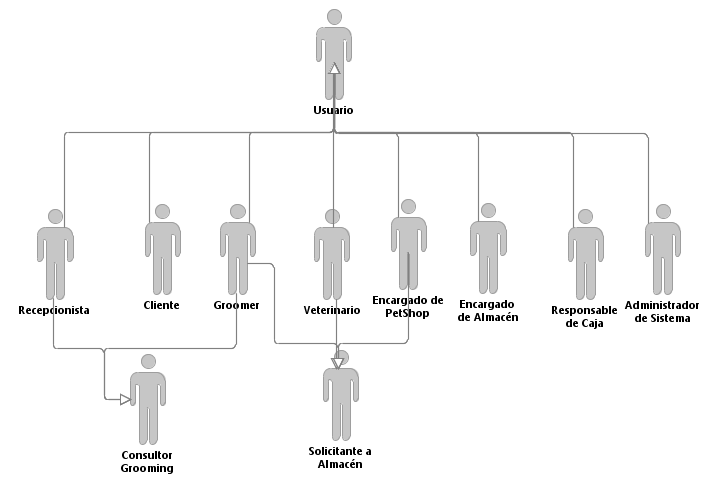 Usuario
Recepcionista
Cliente
Groomer
Veterinario
Encargado de
PetShop
Encargado
de Almacén
Responsable
de Caja
Administrador
de Sistema
Consultor
Grooming
Solicitante a
Almacén